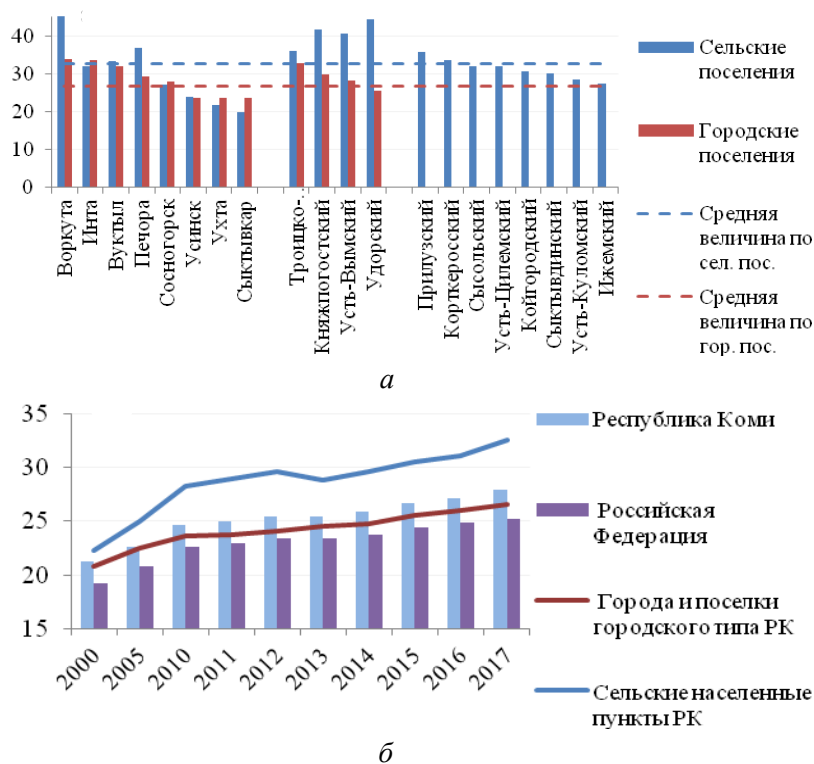 40
30
20
10
0
Воркута
Инта
Вуктыл
Печора
Сосногорск
Усинск
Ухта
Сыктывкар
Троицко-..
Княжпогостский
Усть-Вымский
Удорский
Прилузский
Корткеросский
Сысольский
Усть-Цилемский
Койгородский
Сыктывдинский
Усть-Куломский
Ижемский
Сельские
поселения
Городские
поселения
Средняя
величина по
сел. пос.
Средняя
величина по
гор. пос.
а
35
30
25
20
15
2000
2005
2010
2011
2012
2013
2014
2015
2016
2017
Республика Коми
Российская
Федерация
Города и поселки
городского типа РК
Сельские населенные
пункты РК
б